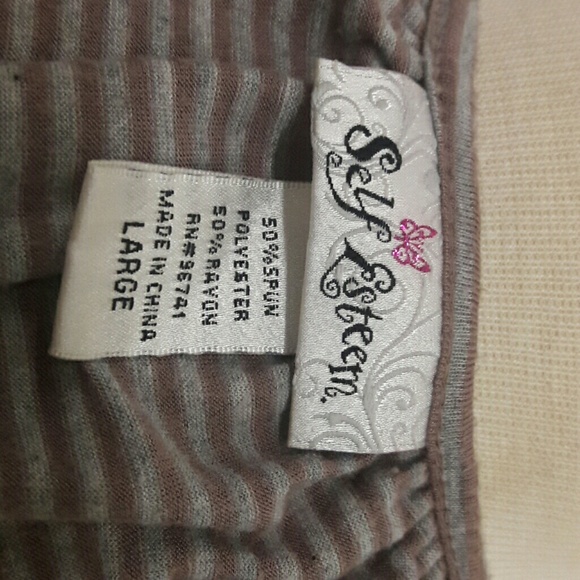 Self Esteem.
50% SPUN
POLYESTER
50% RAYON
RN#96741
MADE IN CHINA
LARGE